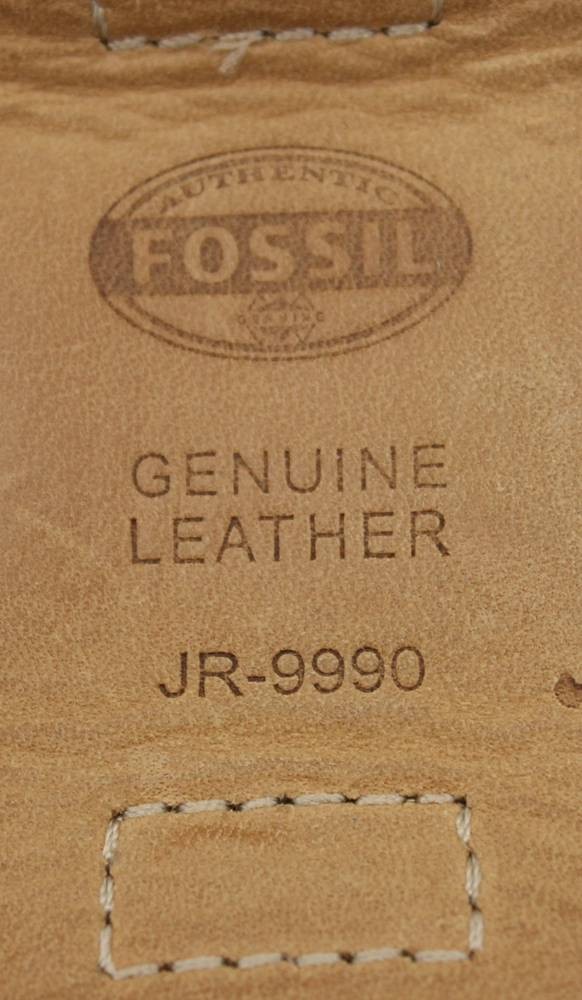 AUTHENTIC
FOSSIL
GENUINE
LEATHER
JR-9990